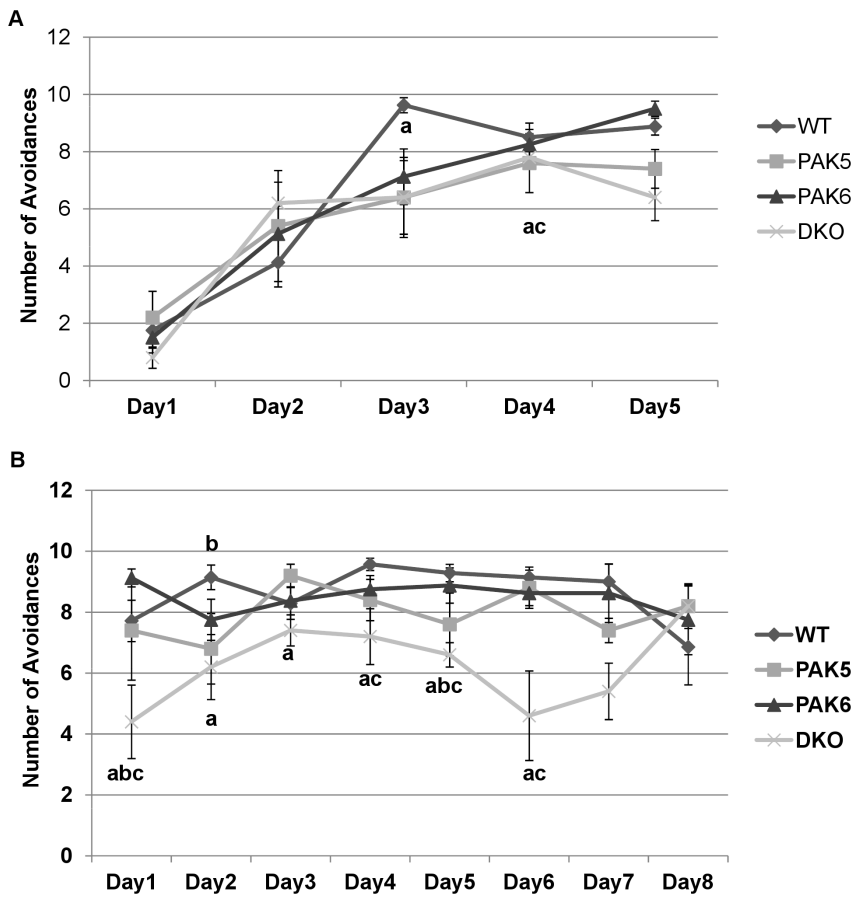 A
12
10
8
6
4
2
0
Number of Avoidances
a
ac
Day1 Day2 Day3 Day4 Day5
WT
PAK5
PAK6
DKO
B
12
10
8
6
4
2
0
Number of Avoidances
b
a
a
ac
abc
abc
ac
Day1 Day2 Day3 Day4 Day5 Day6 Day7 Day8
WT
PAK5
PAK6
DKO